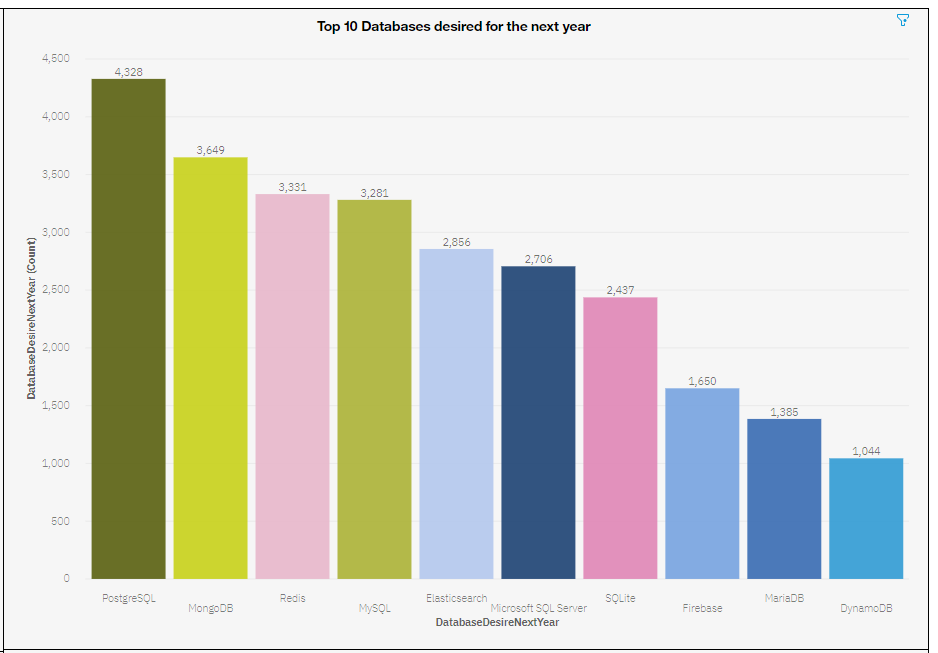 Top 10 Databases desired for the next year
DatabaseDesireNextYear (Count)
4,500
4,000
3,500
3,000
2,500
2,000
1,500
1,000
500
0
4,328
3,649
3,331
3,281
2,856
2,706
2,437
1,650
1,385
1,044
PostgreSQL
MongoDB
Redis
MySQL
Elasticsearch
Microsoft SQL Server
SQLite
Firebase
MariaDB
DynamoDB
DatabaseDesireNextYear